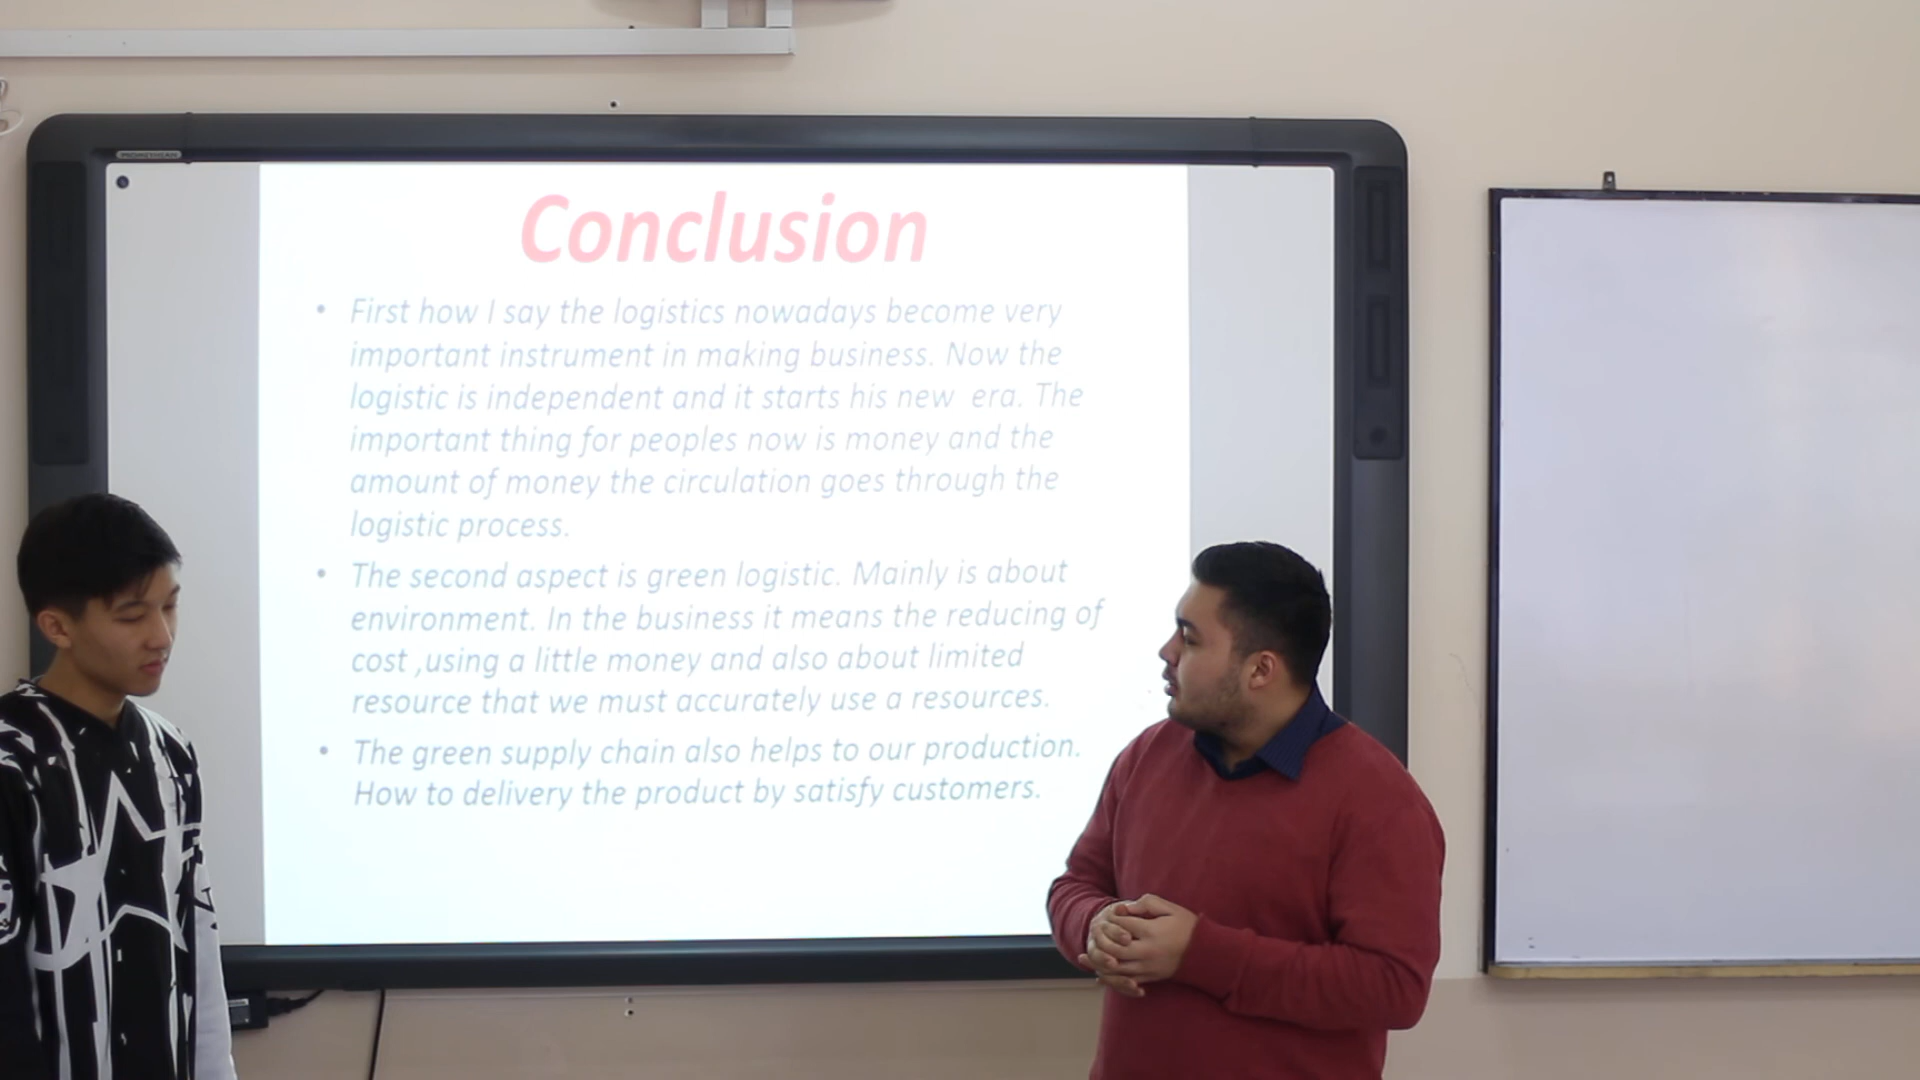 PROMETHEAN
Conclusion
• First how I say the logistics nowadays become very
important instrument in making business. Now the
logistic is independent and it starts his new era. The
important thing for peoples now is money and the
amount of money the circulation goes through the
logistic process.
• The second aspect is green logistic. Mainly is about
environment. In the business it means the reducing of
cost ,using a little money and also about limited
resource that we must accurately use a resources.
• The green supply chain also helps to our production.
How to delivery the product by satisfy customers.